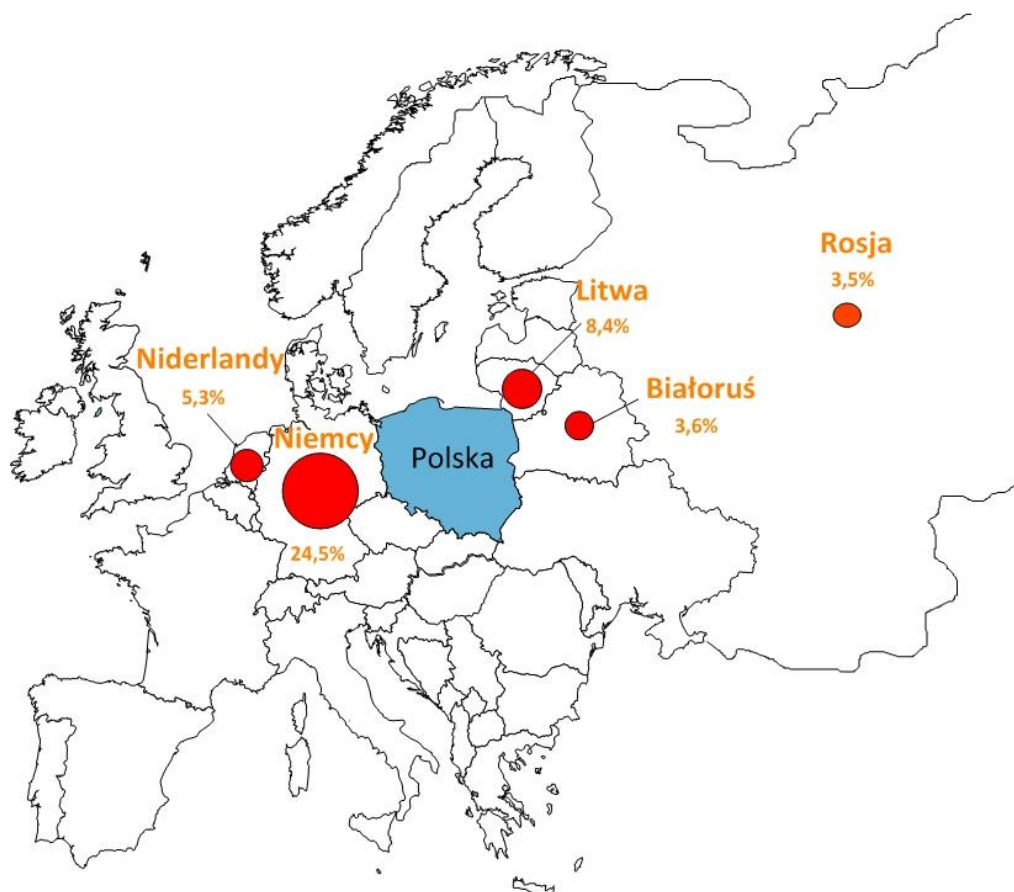 Rosja
3,5%
Litwa
8,4%
Niderlandy
5,3%
Białoruś
3,6%
Niemcy
24,5%
Polska